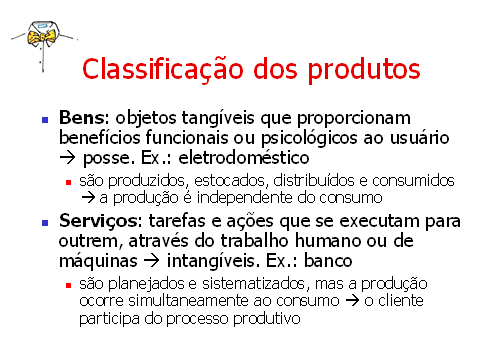 Classificação dos produtos
Bens: objetos tangíveis que proporcionam
benefícios funcionais ou psicológicos ao usuário
→ posse. Ex.: eletrodoméstico
são produzidos, estocados, distribuídos e consumidos
→ a produção é independente do consumo
Serviços: tarefas e ações que se executam para
outrem, através do trabalho humano ou de
máquinas → intangíveis. Ex.: banco
são planejados e sistematizados, mas a produção
ocorre simultaneamente ao consumo → o cliente
participa do processo produtivo